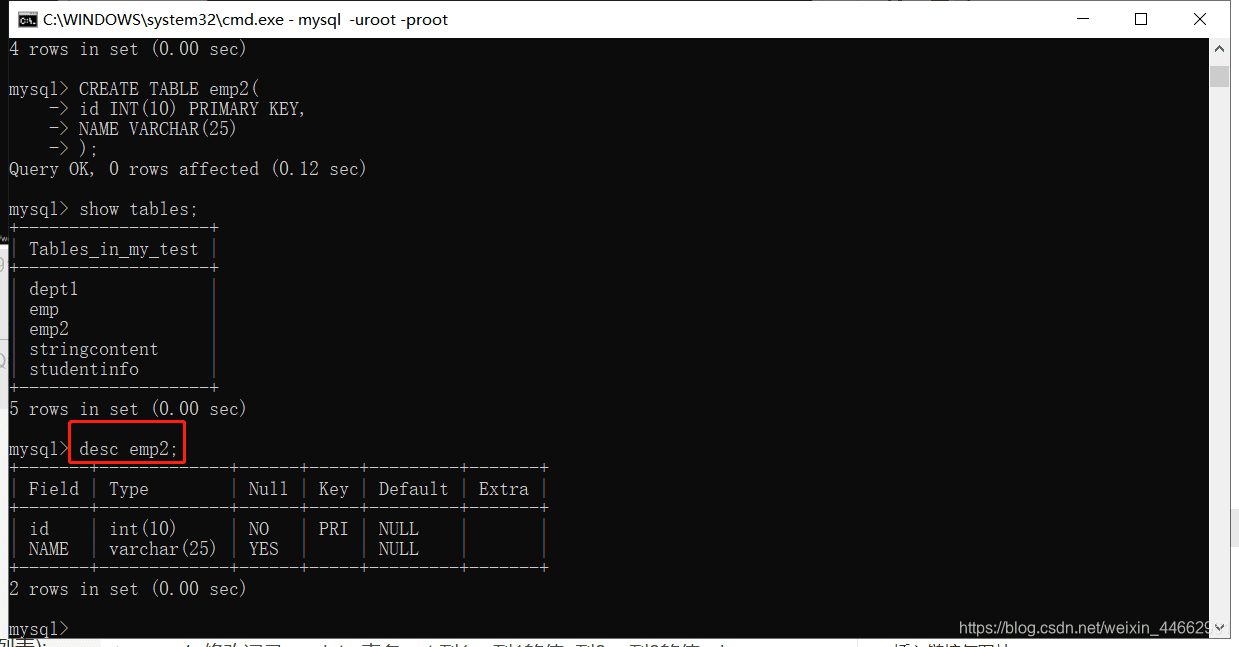 C:\WINDOWS\system32\cmd.exe - mysql -uroot -proot
4 rows in set (0.00 sec)
mysql> CREATE TABLE emp2(
-> id INT(10) PRIMARY KEY,
-> NAME VARCHAR(25)
-> );
Query OK, 0 rows affected (0.12 sec)
mysql> show tables;
+-------------------+
| Tables_in_my_test |
+-------------------+
| dept1 |
| emp |
| emp2 |
| stringcontent |
| studentinfo |
+-------------------+
5 rows in set (0.00 sec)
mysql> desc emp2;
+-------+-------------+------+-----+---------+-------+
| Field | Type | Null | Key | Default | Extra |
+-------+-------------+------+-----+---------+-------+
| id | int(10) | NO | PRI | NULL | |
| NAME | varchar(25) | YES | | NULL | |
+-------+-------------+------+-----+---------+-------+
2 rows in set (0.00 sec)
mysql>
https://blog.csdn.net/weixin_44662